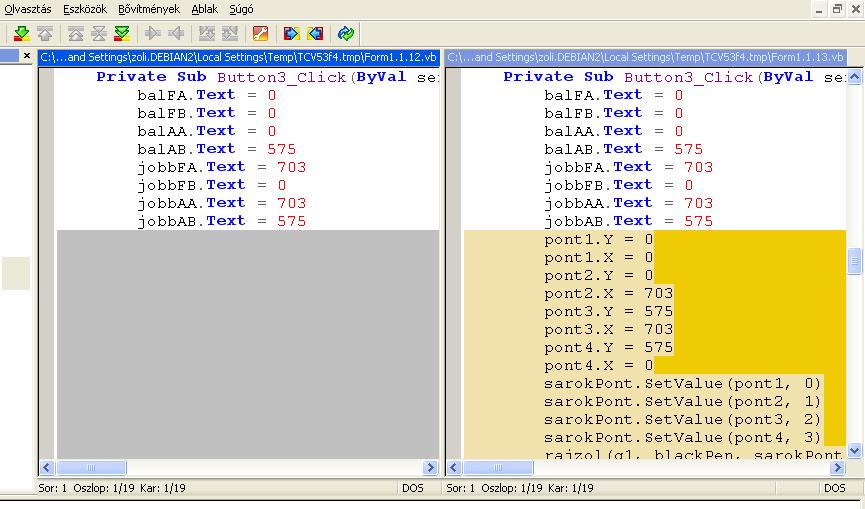 Olvasztás Eszközök Bővítmények Ablak Súgó
C:\...and Settings\zoli.DEBIAN2\Local Settings\Temp\TCV53f4.tmp\Form1.1.12.vb
Private Sub Button3_Click(ByVal se
balFA.Text = 0
balFB.Text = 0
balAA.Text = 0
balAB.Text = 575
jobbFA.Text = 703
jobbFB.Text = 0
jobbAA.Text = 703
jobbAB.Text = 575
Sor: 1 Oszlop: 1/19 Kar: 1/19 DOS
C:\...and Settings\zoli.DEBIAN2\Local Settings\Temp\TCV53f4.tmp\Form1.1.13.vb
Private Sub Button3_Click(ByVal se
balFA.Text = 0
balFB.Text = 0
balAA.Text = 0
balAB.Text = 575
jobbFA.Text = 703
jobbFB.Text = 0
jobbAA.Text = 703
jobbAB.Text = 575
pont1.Y = 0
pont1.X = 0
pont2.Y = 0
pont2.X = 703
pont3.Y = 575
pont3.X = 703
pont4.Y = 575
pont4.X = 0
sarokPont.SetValue(pont1, 0)
sarokPont.SetValue(pont2, 1)
sarokPont.SetValue(pont3, 2)
sarokPont.SetValue(pont4, 3)
rajzol(g1, blackPen, sarokPont
Sor: 1 Oszlop: 1/19 Kar: 1/19 DOS